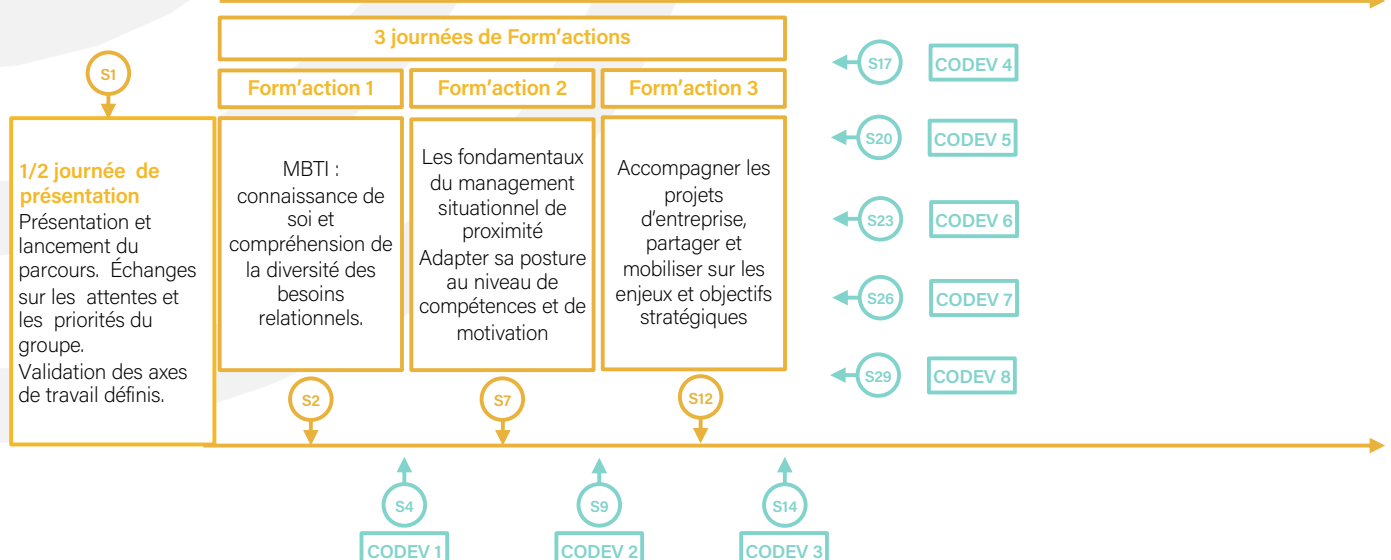 3 journées de Form'actions
S1
Form'action 1
Form'action 2
Form'action 3
1/2 journée de
présentation
Présentation et
lancement du
parcours. Échanges
sur les attentes et
les priorités du
groupe.
Validation des axes
de travail définis.
MBTI :
connaissance de
soi et
compréhension de
la diversité des
besoins
relationnels.
Les fondamentaux
du management
situationnel de
proximité
Adapter sa posture
au niveau de
compétences et de
motivation
Accompagner les
projets
d'entreprise,
partager et
mobiliser sur les
enjeux et objectifs
stratégiques
S17 CODEV 4
S20 CODEV 5
S23 CODEV 6
S26 CODEV 7
S29 CODEV 8
S2
S7
S12
S4
S9
S14
CODEV 1
CODEV 2
CODEV 3